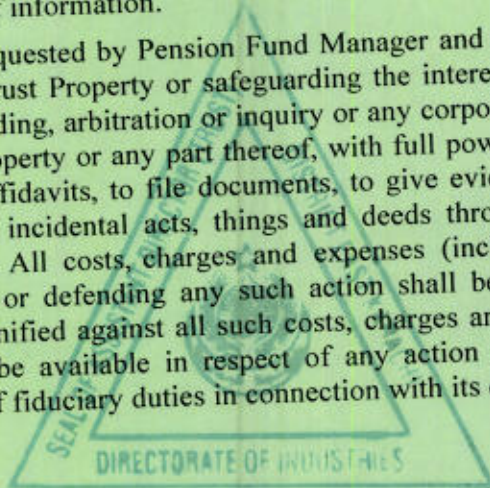 information.
quested by Pension Fund Manager and
rust Property or safeguarding the intere
ding, arbitration or inquiry or any corpo
operty or any part thereof, with full pow
ffidavits, to file documents, to give evi
incidental acts, things and deeds thro
All costs, charges and expenses (inc
or defending any such action shall be
nified against all such costs, charges a
be available in respect of any action
f fiduciary duties in connection with its
SEAL OF
DIRECTORATE OF INDUSTRIES